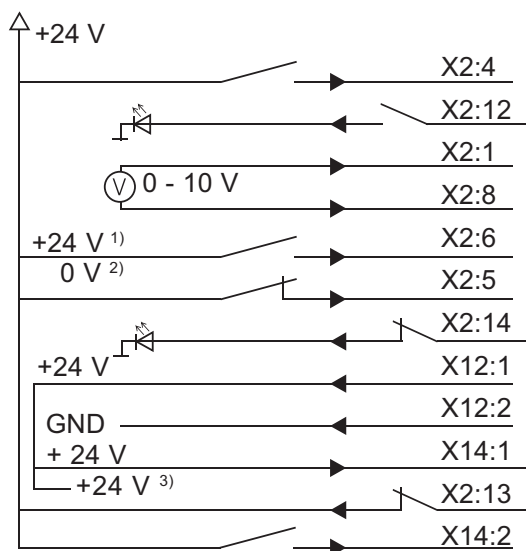 +24 V
X2:4
X2:12
X2:1
V 0 - 10 V
X2:8
+24 V 1)
X2:6
0 V 2)
X2:5
X2:14
+24 V
X12:1
GND
X12:2
+ 24 V
X14:1
+24 V 3)
X2:13
X14:2